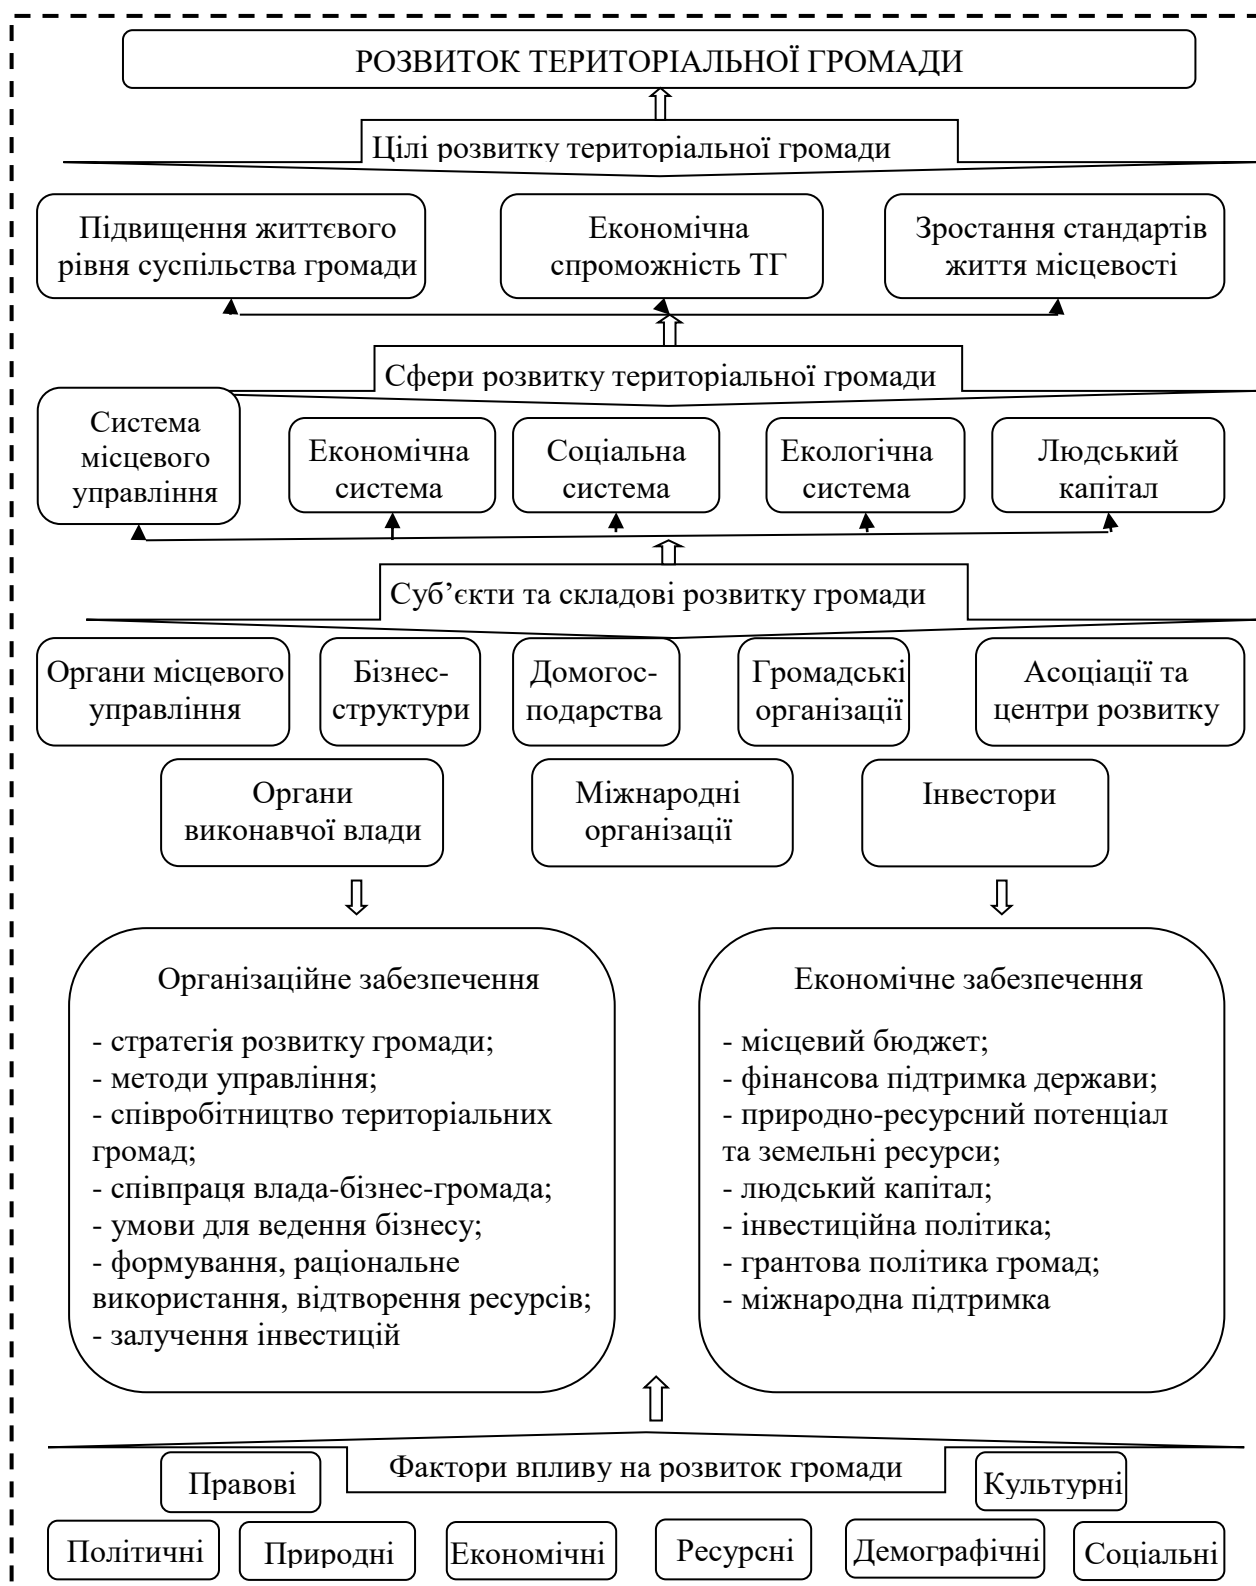 РОЗВИТОК ТЕРИТОРІАЛЬНОЇ ГРОМАДИ
Цілі розвитку територіальної громади
Підвищення життєвого
рівня суспільства громади
Економічна
спроможність ТГ
Зростання стандартів
життя місцевості
Сфери розвитку територіальної громади
Система
місцевого
управління
Економічна
система
Соціальна
система
Екологічна
система
Людський
капітал
Суб’єкти та складові розвитку громади
Органи місцевого
управління
Бізнес-
структури
Домогос-
подарства
Громадські
організації
Асоціації та
центри розвитку
Органи
виконавчої влади
Міжнародні
організації
Інвестори
Організаційне забезпечення
- стратегія розвитку громади;
- методи управління;
- співробітництво територіальних
громад;
- співпраця влада-бізнес-громада;
- умови для ведення бізнесу;
- формування, раціональне
використання, відтворення ресурсів;
- залучення інвестицій
Економічне забезпечення
- місцевий бюджет;
- фінансова підтримка держави;
- природно-ресурсний потенціал
та земельні ресурси;
- людський капітал;
- інвестиційна політика;
- грантова політика громад;
- міжнародна підтримка
Фактори впливу на розвиток громади
Правові
Культурні
Політичні
Природні
Економічні
Ресурсні
Демографічні
Соціальні